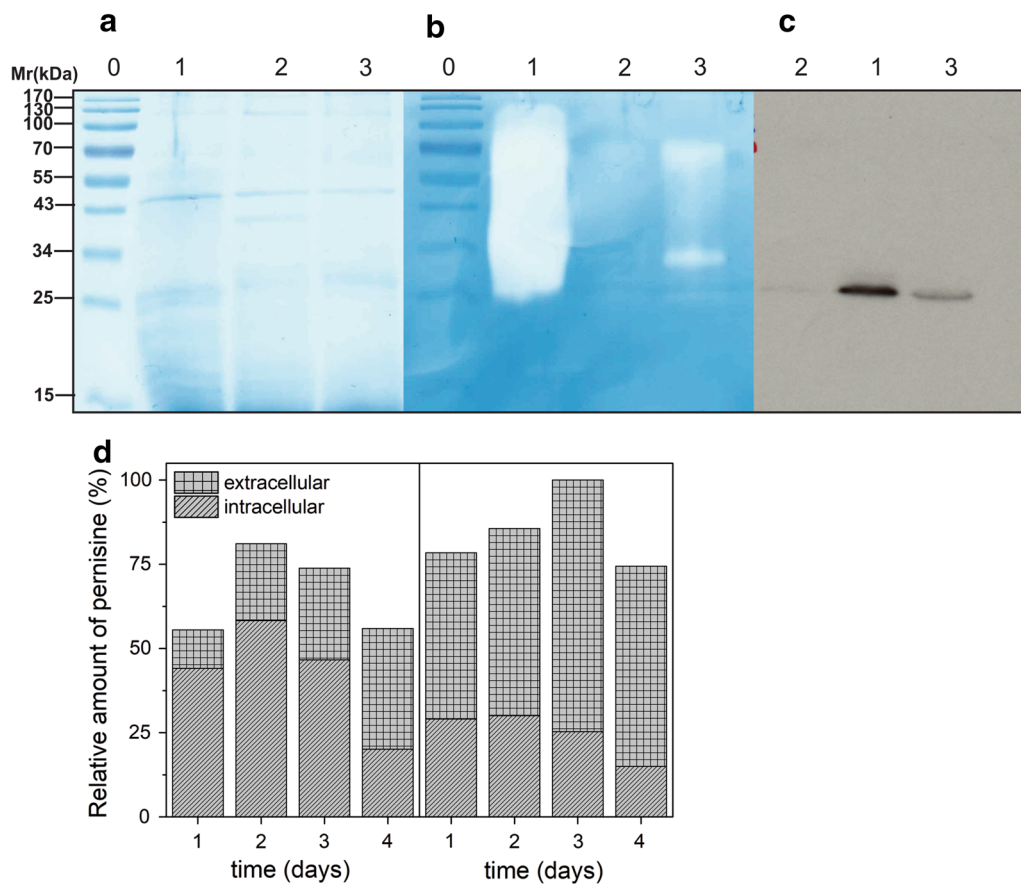 a b c
Mr(kDa) 0 1 2 3 0 1 2 3 2 1 3
170
130
100
70
55
43
34
25
15
d
Relative amount of pernisine (%)
100
75
50
25
0
extracellular
intracellular
1 2 3 4 1 2 3 4
time (days) time (days)